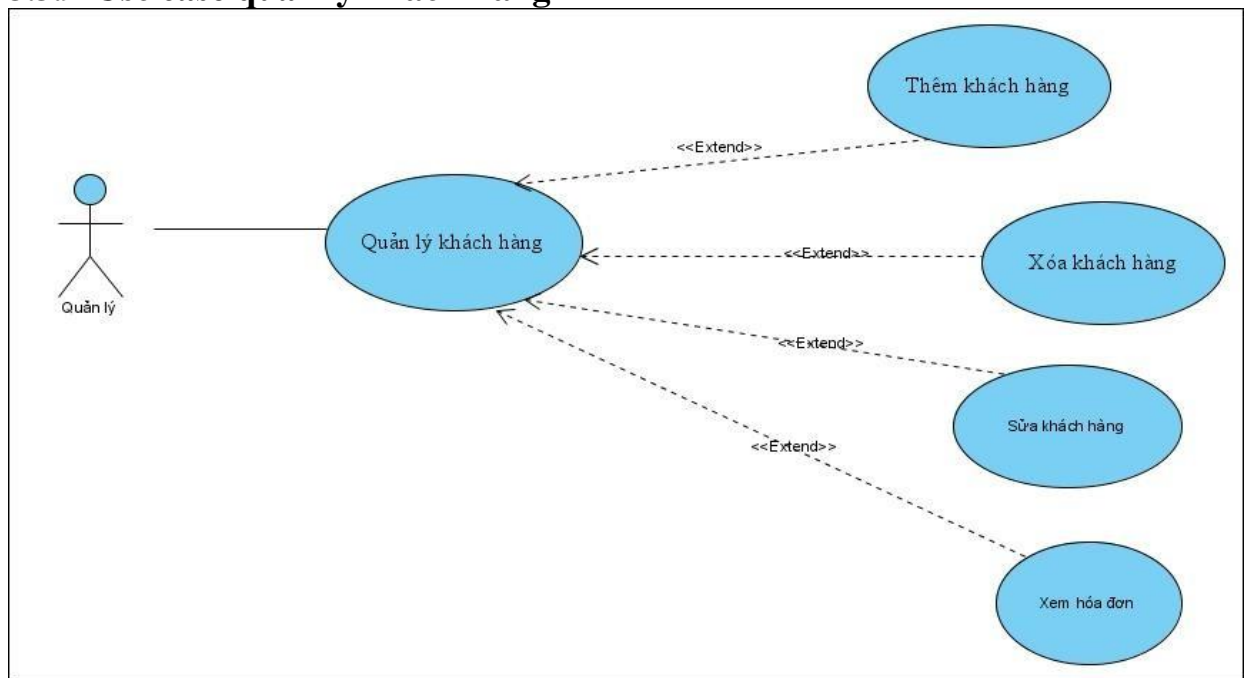 Thêm khách hàng
<<Extend>>
Quản lý khách hàng
<<Extend>>
Xóa khách hàng
Quản lý
<<Extend>>
Sửa khách hàng
<<Extend>>
Xem hóa đơn